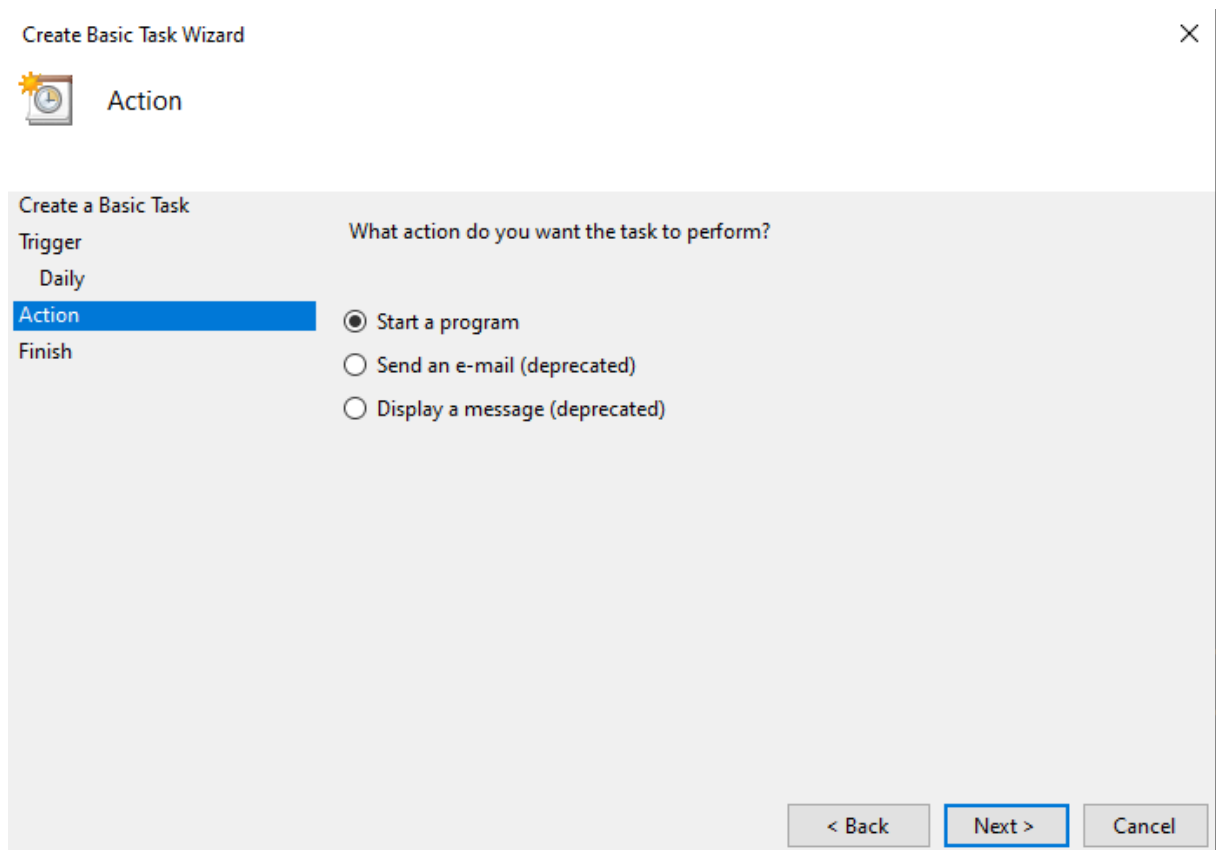 Create Basic Task Wizard
Action
Create a Basic Task
Trigger
Daily
Action
Finish
What action do you want the task to perform?
Start a program
Send an e-mail (deprecated)
Display a message (deprecated)
< Back
Next >
Cancel